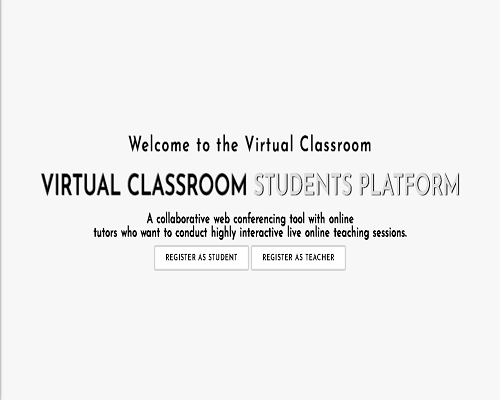 Welcome to the Virtual Classroom
VIRTUAL CLASSROOM STUDENTS PLATFORM
A collaborative web conferencing tool with online
tutors who want to conduct highly interactive live online teaching sessions.
REGISTER AS STUDENT REGISTER AS TEACHER